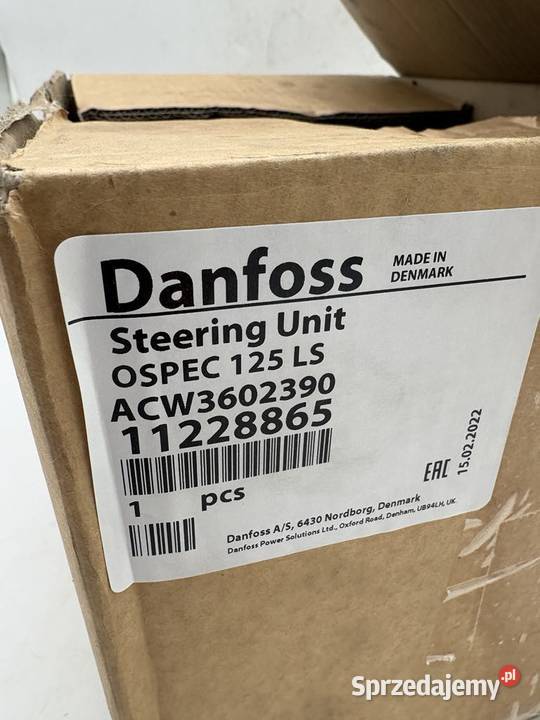 Danfoss
MADE IN
DENMARK
Steering Unit
OSPEC 125 LS
ACW3602390
11228865
1 pcs
EAC
15.02.2022
Danfoss A/S, 6430 Nordborg, Denmark
Danfoss Power Solutions Ltd., Oxford Road, Denham, UB94LH, UK.
Sprzedajemy.pl